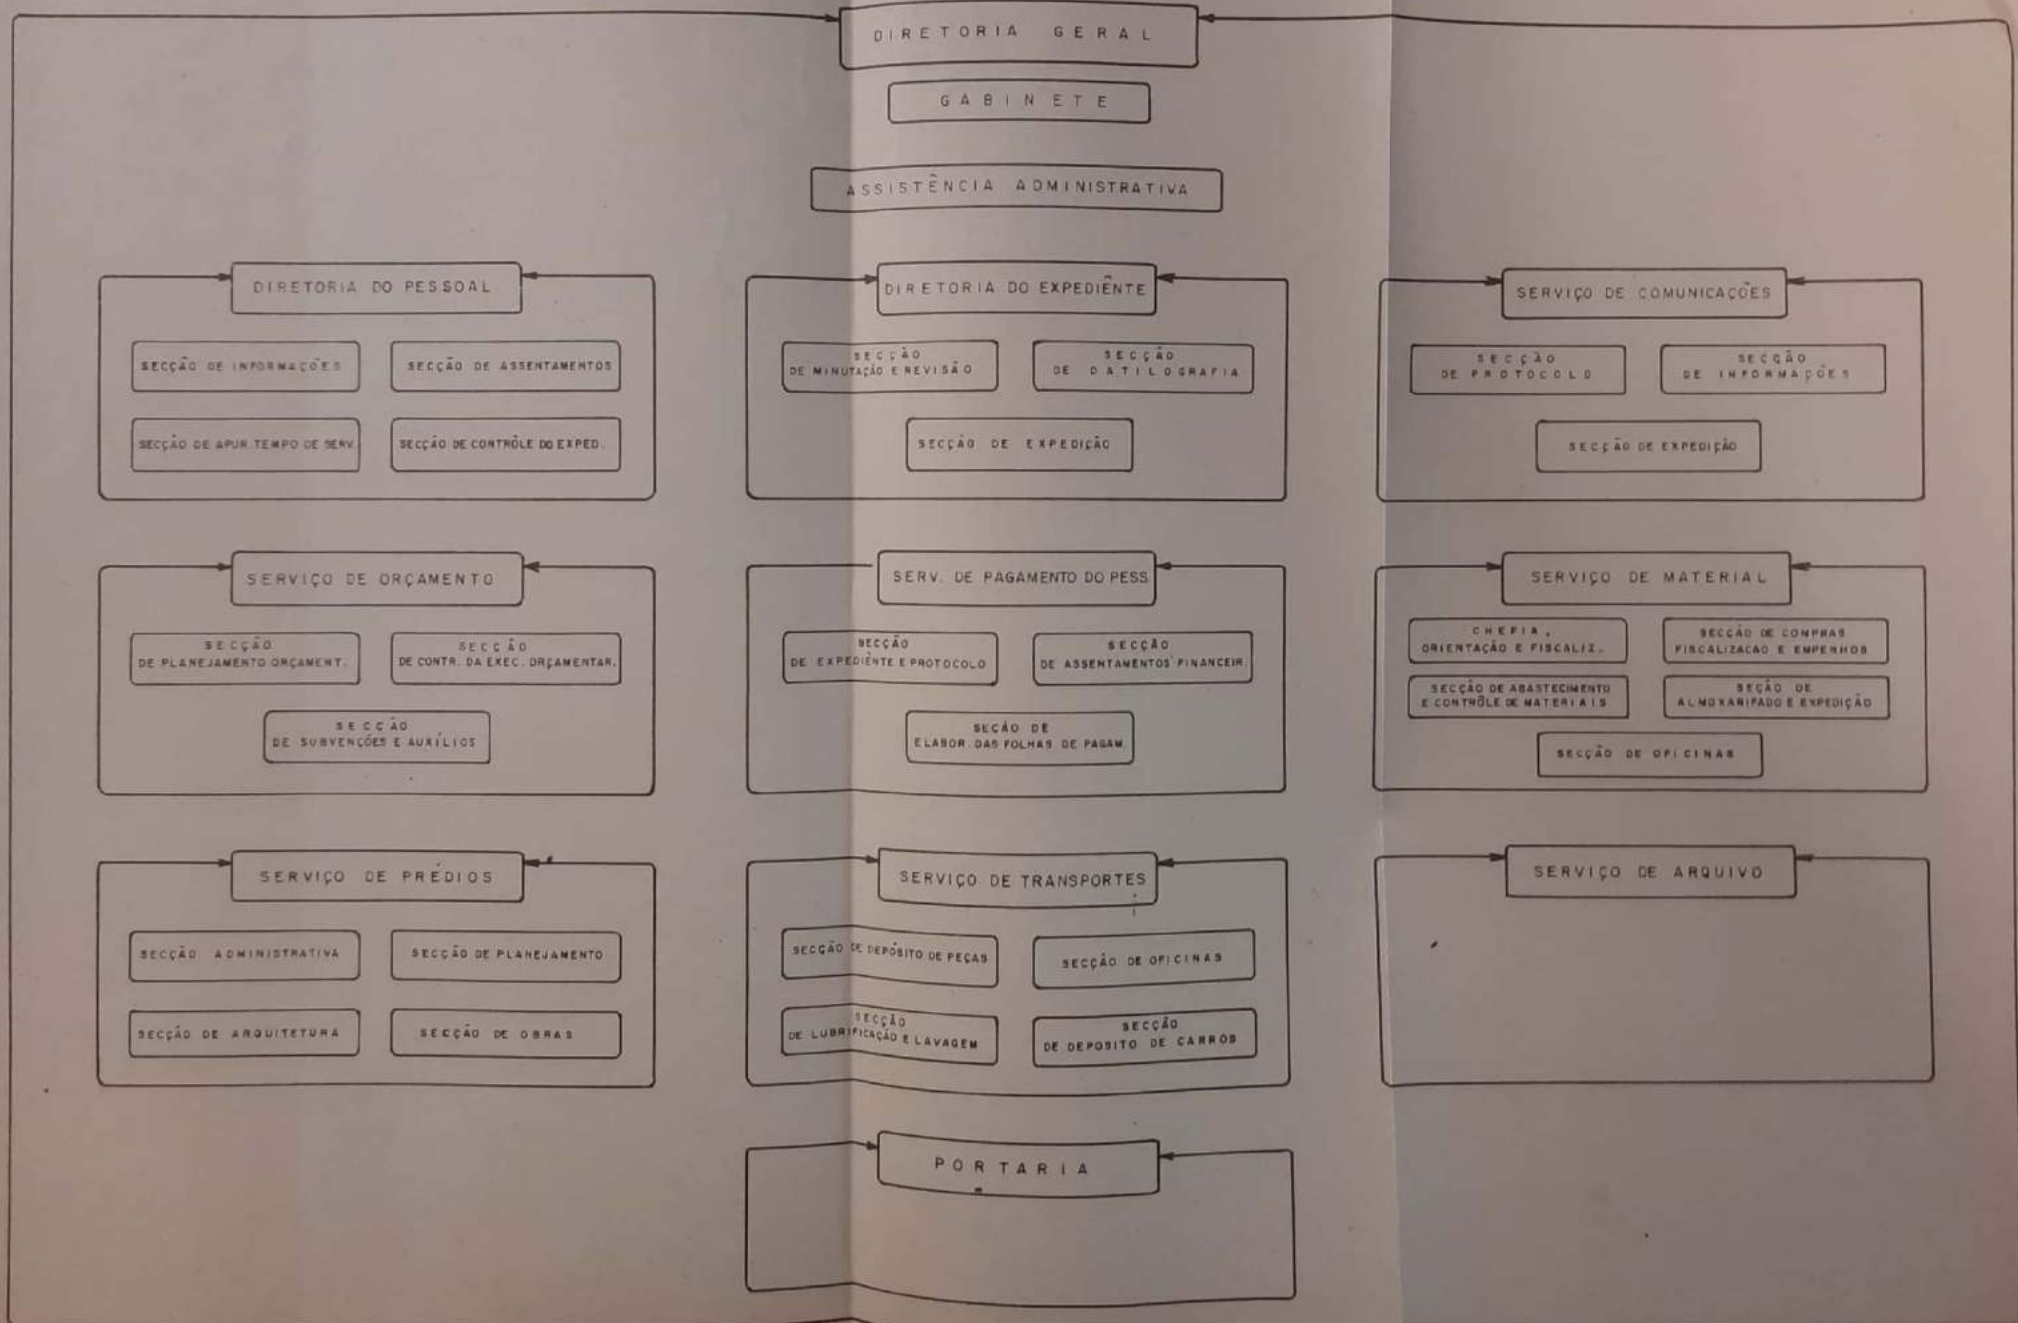 DIRETORIA GERAL
GABINETE
ASSISTÊNCIA ADMINISTRATIVA
DIRETORIA DO PESSOAL
SECÇÃO DE INFORMAÇÕES
SECÇÃO DE ASSENTAMENTOS
SECÇÃO DE APUR. TEMPO DE SERV.
SECÇÃO DE CONTRÔLE DO EXPED.
DIRETORIA DO EXPEDIÊNTE
SECÇÃO
DE MINUTAÇÃO E REVISÃO
SECÇÃO
DE DATILOGRAFIA
SECÇÃO DE EXPEDIÇÃO
SERVIÇO DE COMUNICAÇÕES
SECÇÃO
DE PROTOCOLO
SECÇÃO
DE INFORMAÇÕES
SECÇÃO DE EXPEDIÇÃO
SERVIÇO DE ORÇAMENTO
SECÇÃO
DE PLANEJAMENTO ORÇAMENT.
SECCÃO
DE CONTR. DA EXEC. ORÇAMENTAR.
SECCÃO
DE SUBVENÇÕES E AUXÍLIOS
SERV. DE PAGAMENTO DO PESS.
SECÇÃO
DE EXPEDIÊNTE E PROTOCOLO
SECÇÃO
DE ASSENTAMENTOS FINANCEIR.
SEÇÃO DE
ELABOR. DAS FOLHAS DE PAGAM.
SERVIÇO DE MATERIAL
CHEFIA,
ORIENTAÇÃO E FISCALIZ.
SECÇÃO DE COMPRAS
FISCALIZACAO E EMPENHOS
SECÇÃO DE ABASTECIMENTO
E CONTRÔLE DE MATERIAIS
SEÇÃO DE
ALMOXARIFADO E EXPEDIÇÃO
SECÇÃO DE OFICINAS
SERVIÇO DE PRÉDIOS
SECÇÃO ADMINISTRATIVA
SECÇÃO DE PLANEJAMENTO
SECÇÃO DE ARQUITETURA
SECÇÃO DE OBRAS
SERVIÇO DE TRANSPORTES
SECÇÃO DE DEPÓSITO DE PEÇAS
SECÇÃO DE OFICINAS
SECÇÃO
DE LUBRIFICAÇÃO E LAVAGEM
SECCÃO
DE DEPOSITO DE CARROS
SERVIÇO DE ARQUIVO
PORTARIA